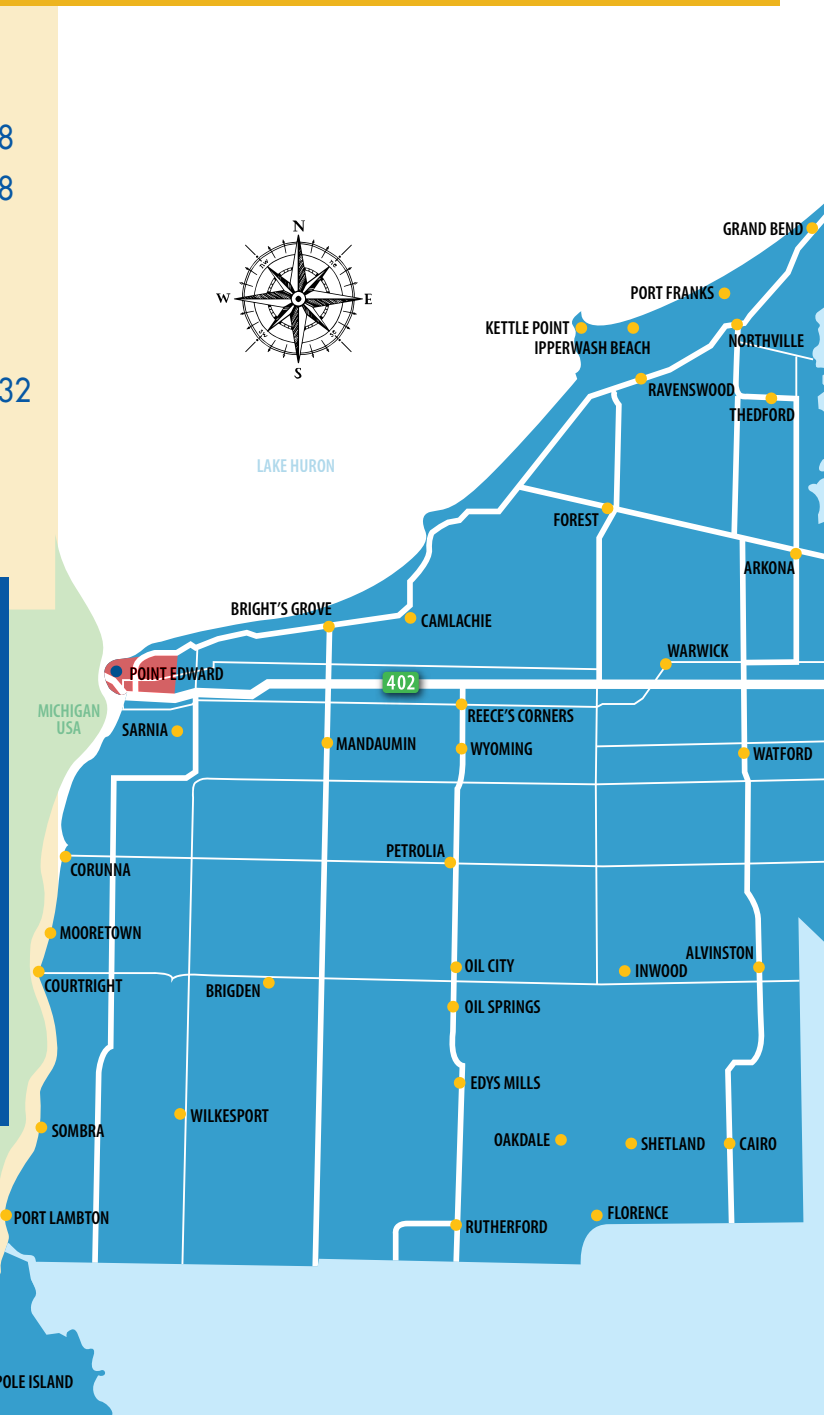 8
8
32
N
W
E
S
GRAND BEND
PORT FRANKS
KETTLE POINT
IPPERWASH BEACH
NORTHVILLE
RAVENSWOOD
THEDFORD
LAKE HURON
FOREST
ARKONA
BRIGHT'S GROVE
CAMLACHIE
WARWICK
POINT EDWARD
402
MICHIGAN
USA
REECE'S CORNERS
SARNIA
MANDAUMIN
WYOMING
WATFORD
PETROLIA
CORUNNA
MOORETOWN
ALVINSTON
OIL CITY
INWOOD
COURTRIGHT
BRIGDEN
OIL SPRINGS
EDYS MILLS
WILKESPORT
SOMBRA
OAKDALE
SHETLAND
CAIRO
PORT LAMBTON
FLORENCE
RUTHERFORD
POLE ISLAND